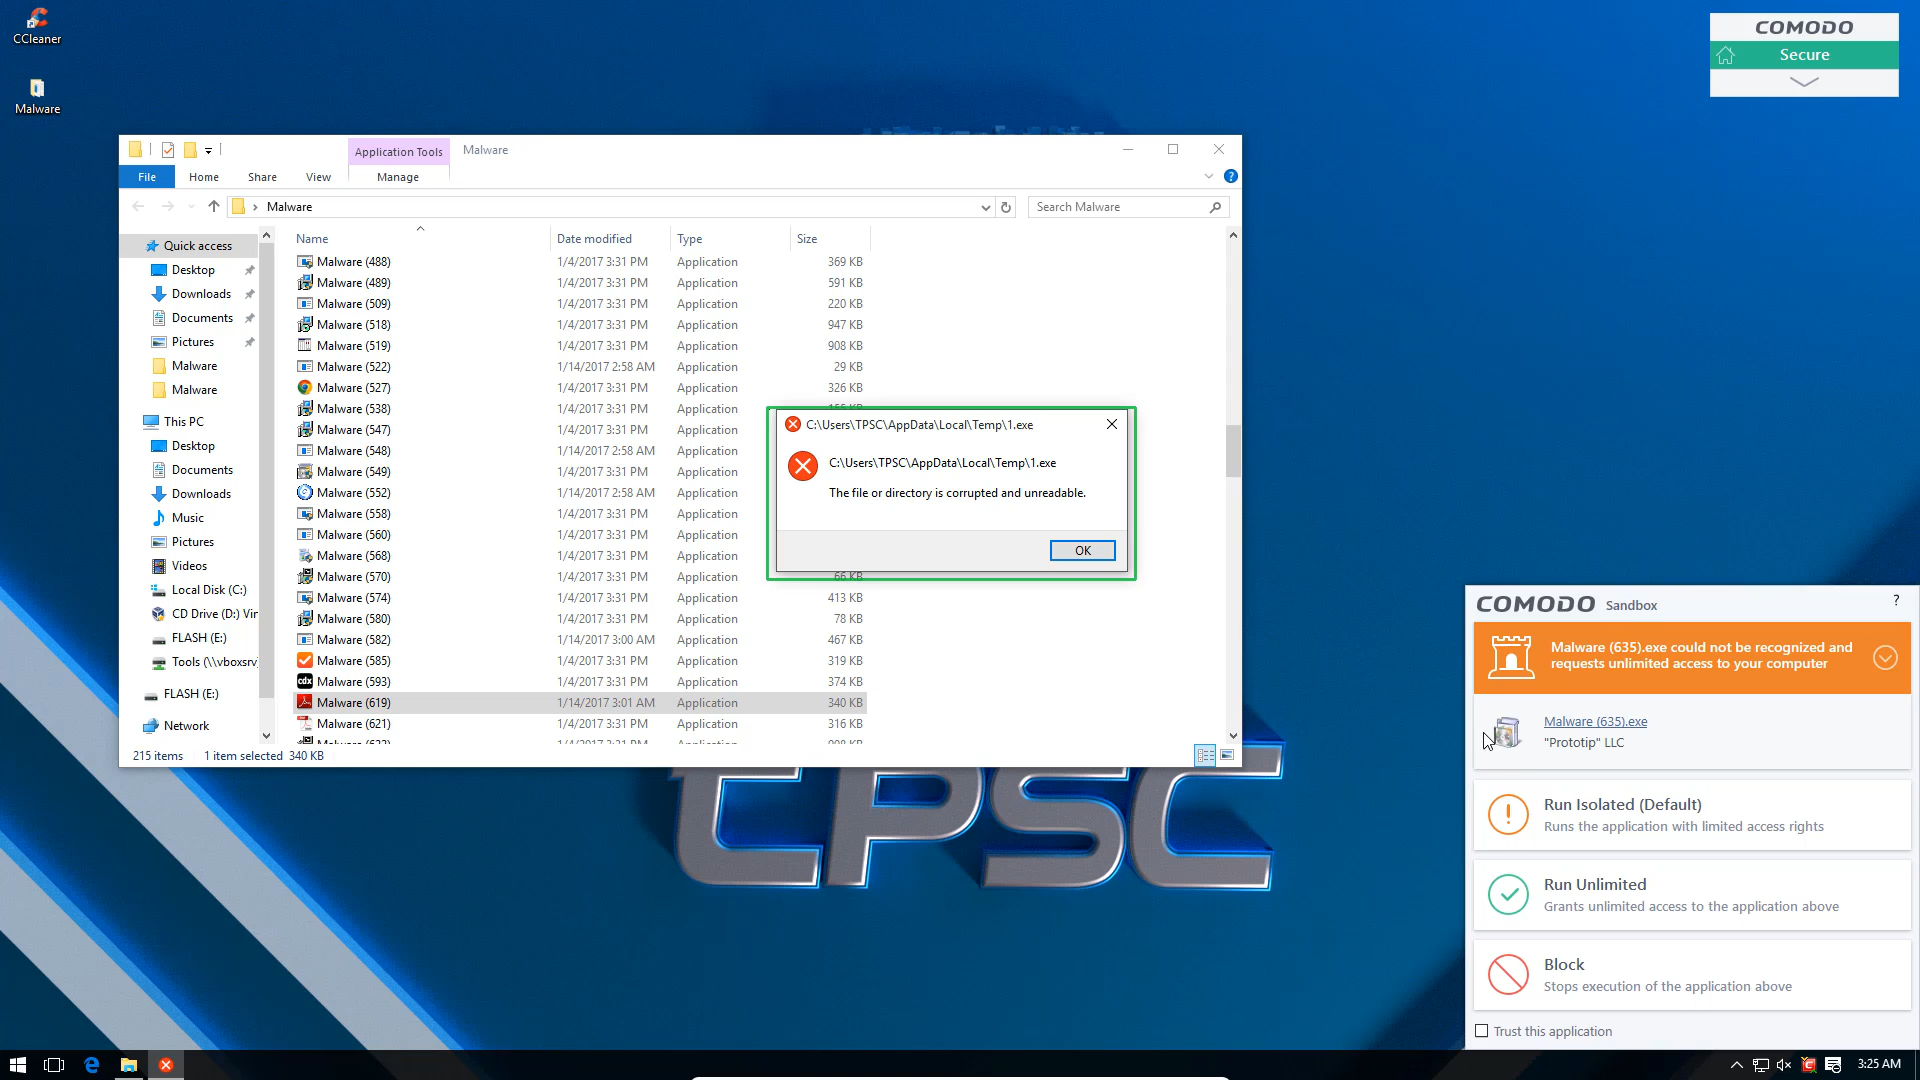 CCleaner
Malware
COMODO
Secure
Application Tools
Malware
File
Home
Share
View
Manage
Malware
Search Malware
Quick access
Desktop
Downloads
Documents
Pictures
Malware
Malware
This PC
Desktop
Documents
Downloads
Music
Pictures
Videos
Local Disk (C:)
CD Drive (D:) Vir
FLASH (E:)
Tools (\\vboxsrv
FLASH (E:)
Network
Name Date modified Type Size
Malware (488) 1/4/2017 3:31 PM Application 369 KB
Malware (489) 1/4/2017 3:31 PM Application 591 KB
Malware (509) 1/4/2017 3:31 PM Application 220 KB
Malware (518) 1/4/2017 3:31 PM Application 947 KB
Malware (519) 1/4/2017 3:31 PM Application 908 KB
Malware (522) 1/14/2017 2:58 AM Application 29 KB
Malware (527) 1/4/2017 3:31 PM Application 326 KB
Malware (538) 1/4/2017 3:31 PM Application
Malware (547) 1/4/2017 3:31 PM Application
Malware (548) 1/14/2017 2:58 AM Application
Malware (549) 1/4/2017 3:31 PM Application
Malware (552) 1/14/2017 2:58 AM Application
Malware (558) 1/4/2017 3:31 PM Application
Malware (560) 1/4/2017 3:31 PM Application
Malware (568) 1/4/2017 3:31 PM Application
Malware (570) 1/4/2017 3:31 PM Application 66 KB
Malware (574) 1/4/2017 3:31 PM Application 413 KB
Malware (580) 1/4/2017 3:31 PM Application 78 KB
Malware (582) 1/14/2017 3:00 AM Application 467 KB
Malware (585) 1/4/2017 3:31 PM Application 319 KB
Malware (593) 1/4/2017 3:31 PM Application 374 KB
Malware (619) 1/14/2017 3:01 AM Application 340 KB
Malware (621) 1/4/2017 3:31 PM Application 316 KB
215 items 1 item selected 340 KB
C:\Users\TPSC\AppData\Local\Temp\1.exe
C:\Users\TPSC\AppData\Local\Temp\1.exe
The file or directory is corrupted and unreadable.
OK
TPSC
COMODO Sandbox ?
Malware (635).exe could not be recognized and
requests unlimited access to your computer
Malware (635).exe
"Prototip" LLC
Run Isolated (Default)
Runs the application with limited access rights
Run Unlimited
Grants unlimited access to the application above
Block
Stops execution of the application above
Trust this application
3:25 AM